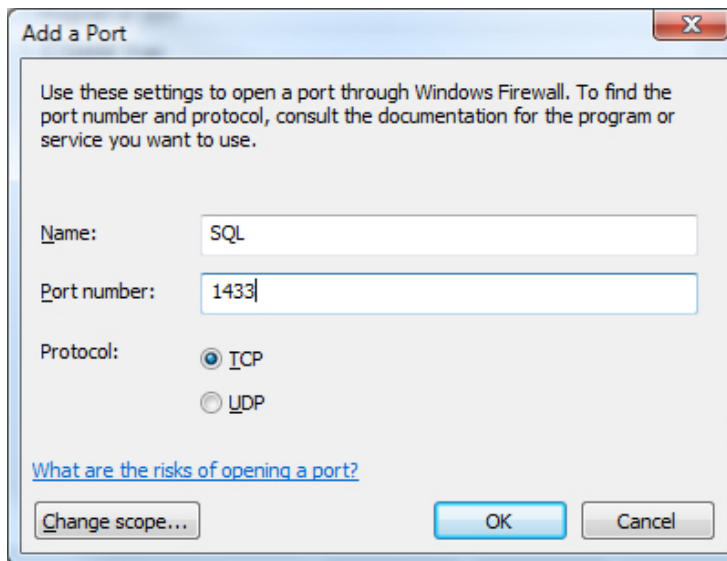 Add a Port
Use these settings to open a port through Windows Firewall. To find the
port number and protocol, consult the documentation for the program or
service you want to use.
Name: SQL
Port number: 1433
Protocol: TCP
UDP
What are the risks of opening a port?
Change scope... OK Cancel